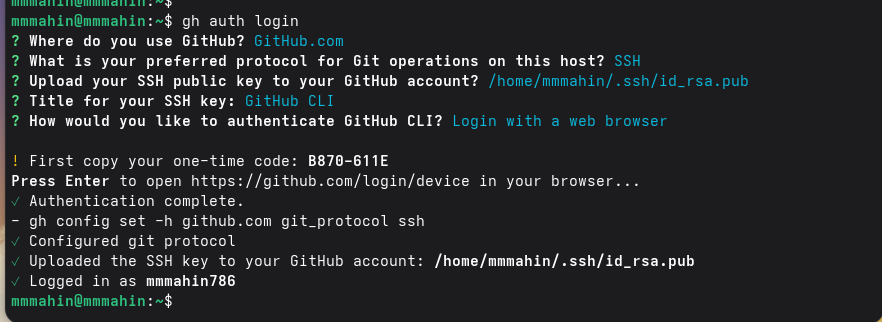 mmmahin@mmmahin:~$
mmmahin@mmmahin:~$ gh auth login
? Where do you use GitHub? GitHub.com
? What is your preferred protocol for Git operations on this host? SSH
? Upload your SSH public key to your GitHub account? /home/mmmahin/.ssh/id_rsa.pub
? Title for your SSH key: GitHub CLI
? How would you like to authenticate GitHub CLI? Login with a web browser
! First copy your one-time code: B870-611E
Press Enter to open https://github.com/login/device in your browser...
✓ Authentication complete.
- gh config set -h github.com git_protocol ssh
✓ Configured git protocol
✓ Uploaded the SSH key to your GitHub account: /home/mmmahin/.ssh/id_rsa.pub
✓ Logged in as mmmahin786
mmmahin@mmmahin:~$